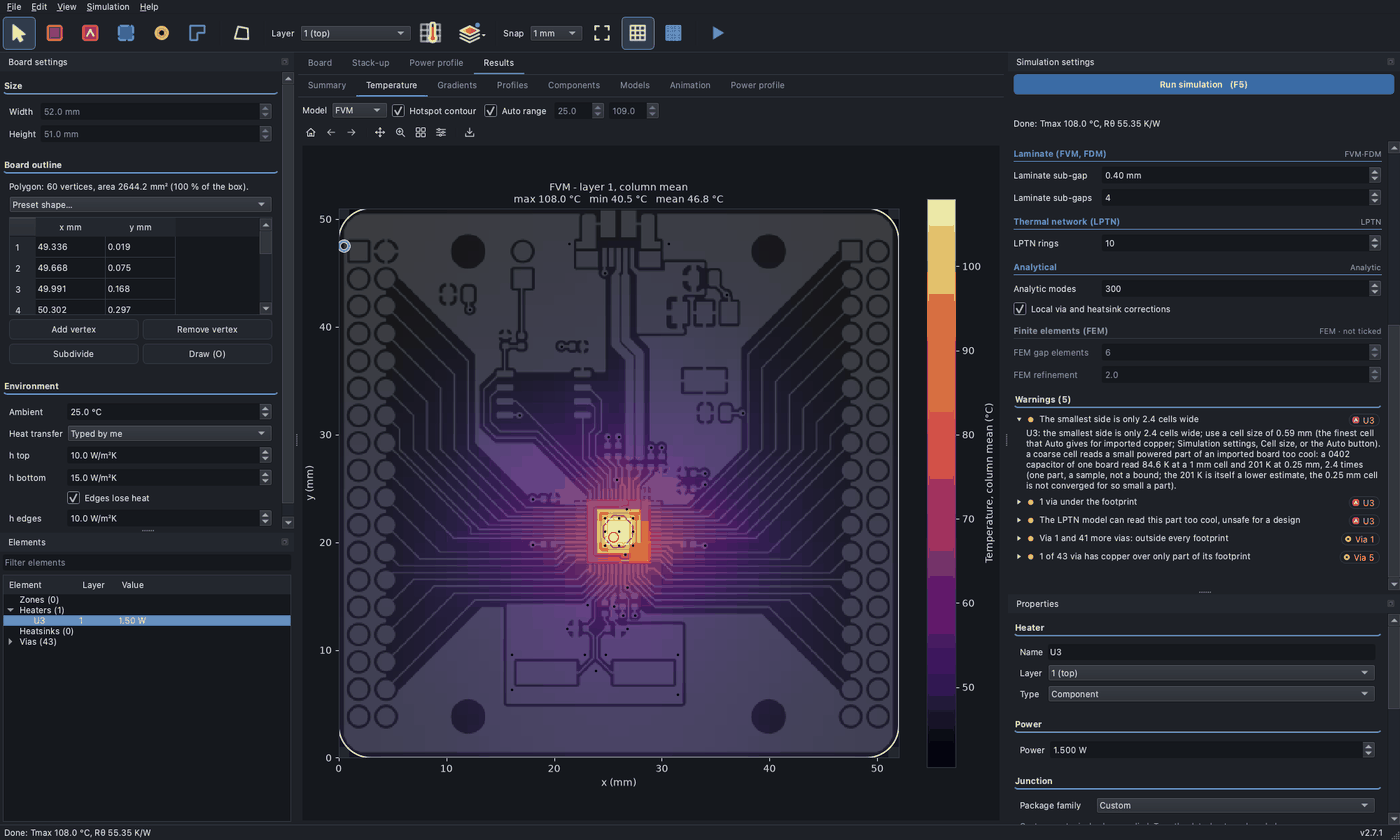 File Edit View Simulation Help
Layer 1 (top) Snap 1 mm
Board settings
Size
Width 52.0 mm
Height 51.0 mm
Board outline
Polygon: 60 vertices, area 2644.2 mm² (100 % of the box).
Preset shape...
x mm y mm
1 49.336 0.019
2 49.668 0.075
3 49.991 0.168
4 50.302 0.297
Add vertex Remove vertex
Subdivide Draw (O)
Environment
Ambient 25.0 °C
Heat transfer Typed by me
h top 10.0 W/m²K
h bottom 15.0 W/m²K
Edges lose heat
h edges 10.0 W/m²K
Elements
Filter elements
Element Layer Value
Zones (0)
Heaters (1)
U3 1 1.50 W
Heatsinks (0)
Vias (43)
Board Stack-up Power profile Results
Summary Temperature Gradients Profiles Components Models Animation Power profile
Model FVM Hotspot contour Auto range 25.0 109.0
FVM - layer 1, column mean
max 108.0 °C min 40.5 °C mean 46.8 °C
50
40
30
20
10
0
y (mm)
0 10 20 30 40 50
x (mm)
100
90
80
70
60
50
Temperature, column mean (°C)
Simulation settings
Run simulation (F5)
Done: Tmax 108.0 °C, Rθ 55.35 K/W
Laminate (FVM, FDM) FVM·FDM
Laminate sub-gap 0.40 mm
Laminate sub-gaps 4
Thermal network (LPTN) LPTN
LPTN rings 10
Analytical Analytic
Analytic modes 300
Local via and heatsink corrections
Finite elements (FEM) FEM · not ticked
FEM gap elements 6
FEM refinement 2.0
Warnings (5)
The smallest side is only 2.4 cells wide U3
U3: the smallest side is only 2.4 cells wide; use a cell size of 0.59 mm (the finest cell
that Auto gives for imported copper; Simulation settings, Cell size, or the Auto button).
a coarse cell reads a small powered part of an imported board too cool: a 0402
capacitor of one board read 84.6 K at a 1 mm cell and 201 K at 0.25 mm, 2.4 times
(one part, a sample, not a bound; the 201 K is itself a lower estimate, the 0.25 mm cell
is not converged for so small a part).
1 via under the footprint U3
The LPTN model can read this part too cool, unsafe for a design U3
Via 1 and 41 more vias: outside every footprint Via 1
1 of 43 via has copper over only part of its footprint Via 5
Properties
Heater
Name U3
Layer 1 (top)
Type Component
Power
Power 1.500 W
Junction
Package family Custom
Done: Tmax 108.0 °C, Rθ 55.35 K/W v2.7.1